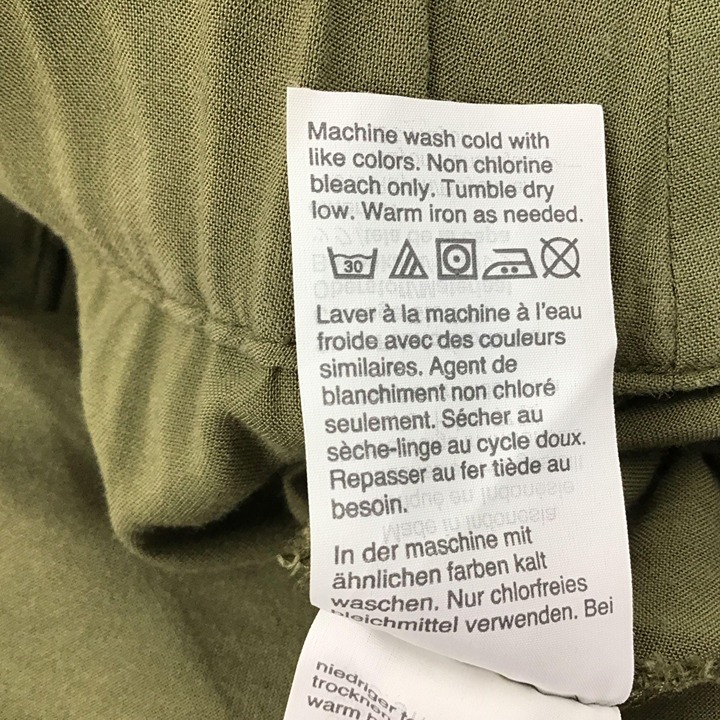 Machine wash cold with
like colors. Non chlorine
bleach only. Tumble dry
low. Warm iron as needed.
30
Laver à la machine à l'eau
froide avec des couleurs
similaires. Agent de
blanchiment non chloré
seulement. Sécher au
sèche-linge au cycle doux.
Repasser au fer tiède au
besoin.
In der maschine mit
ähnlichen farben kalt
waschen. Nur chlorfreies
bleichmittel verwenden. Bei
niedriger
warm
Made in Indonesia